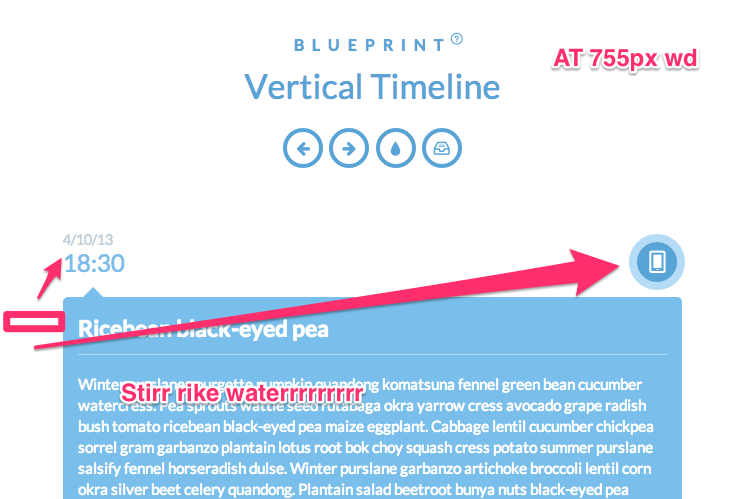 BLUEPRINT ?
AT 755px wd
Vertical Timeline
4/10/13
18:30
Ricebean black-eyed pea
Stirr rike waterrrrrrrrr
Winter purslane courgette pumpkin quandong komatsuna fennel green bean cucumber
watercress. Pea sprouts wattle seed rutabaga okra yarrow cress avocado grape radish
bush tomato ricebean black-eyed pea maize eggplant. Cabbage lentil cucumber chickpea
sorrel gram garbanzo plantain lotus root bok choy squash cress potato summer purslane
salsify fennel horseradish dulse. Winter purslane garbanzo artichoke broccoli lentil corn
okra silver beet celery quandong. Plantain salad beetroot bunya nuts black-eyed pea